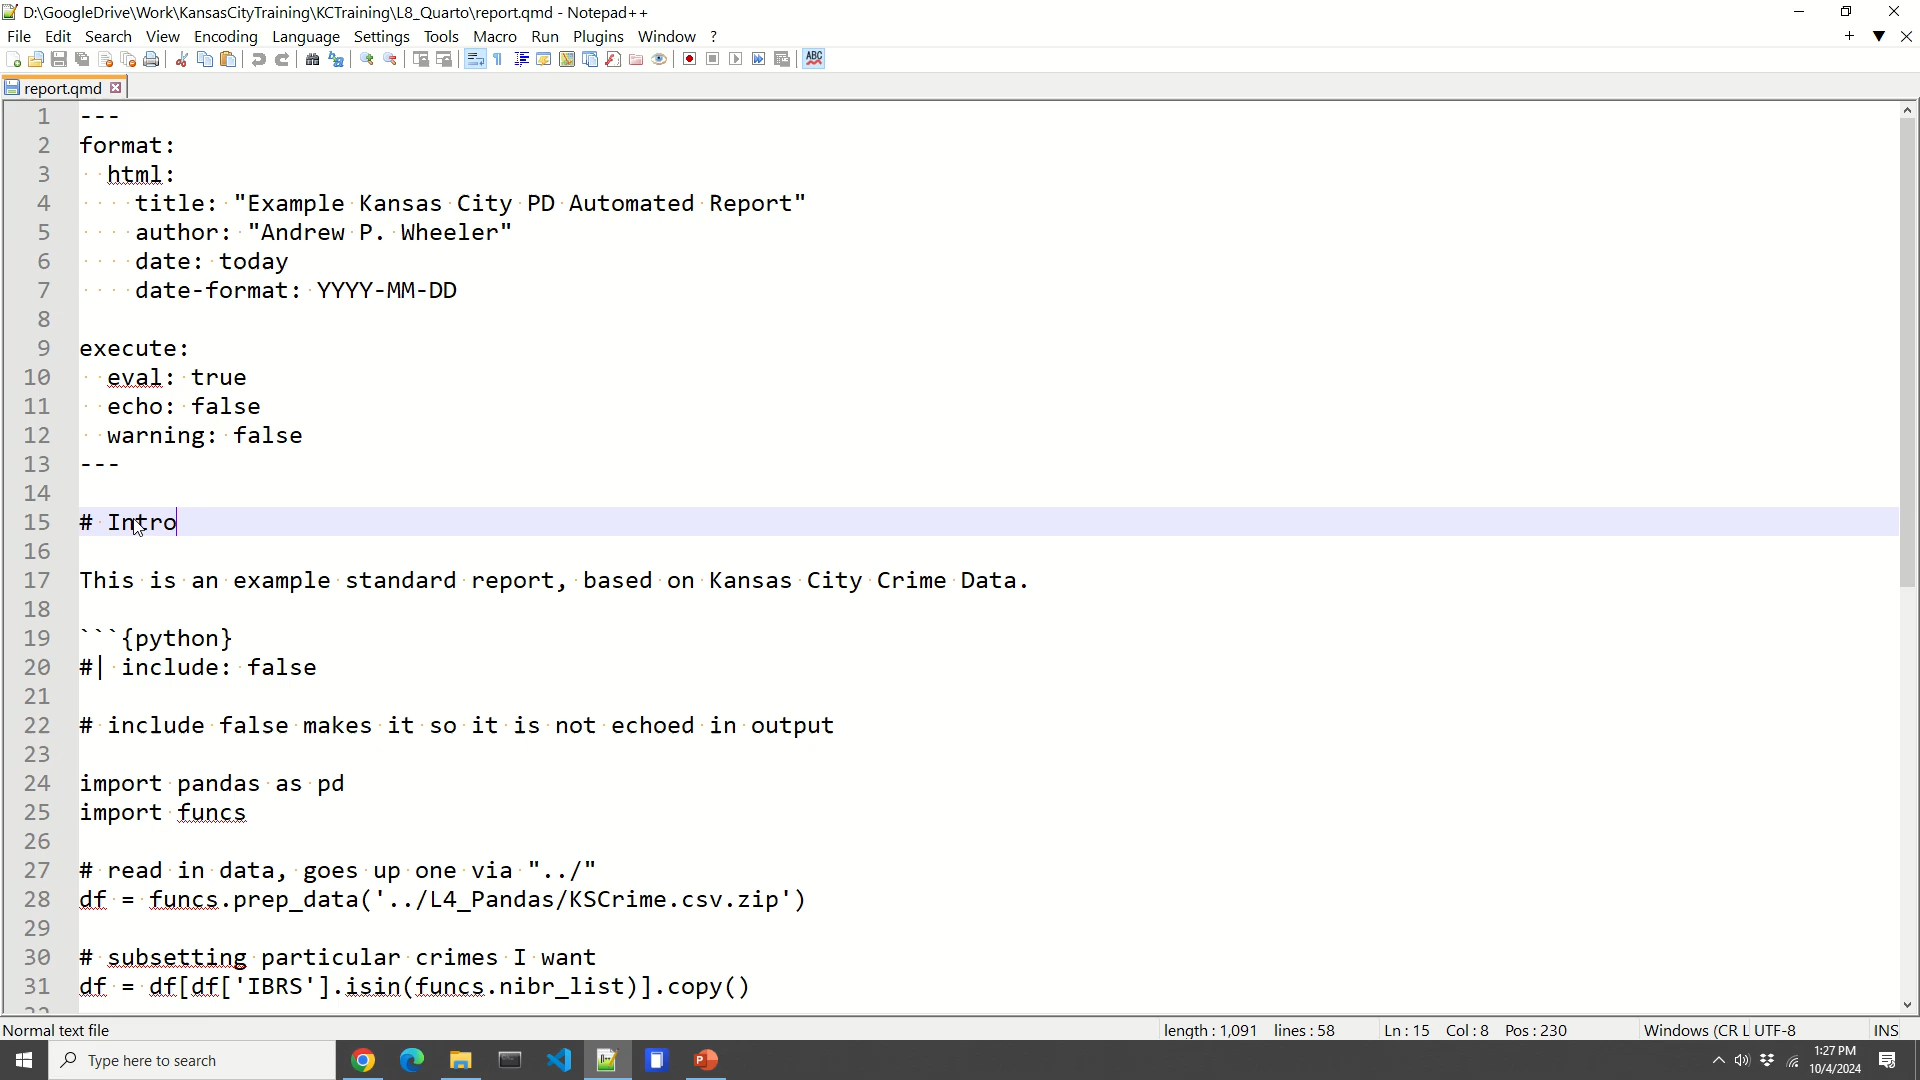 D:\GoogleDrive\Work\KansasCityTraining\KCTraining\L8_Quarto\report.qmd - Notepad++
File Edit Search View Encoding Language Settings Tools Macro Run Plugins Window ?
report.qmd
1 ---
2 format:
3   html:
4     title: "Example Kansas City PD Automated Report"
5     author: "Andrew P. Wheeler"
6     date: today
7     date-format: YYYY-MM-DD
8
9 execute:
10   eval: true
11   echo: false
12   warning: false
13 ---
14
15 # Intro
16
17 This is an example standard report, based on Kansas City Crime Data.
18
19 ```{python}
20 #| include: false
21
22 # include false makes it so it is not echoed in output
23
24 import pandas as pd
25 import funcs
26
27 # read in data, goes up one via "../"
28 df = funcs.prep_data('../L4_Pandas/KSCrime.csv.zip')
29
30 # subsetting particular crimes I want
31 df = df[df['IBRS'].isin(funcs.nibr_list)].copy()
Normal text file length : 1,091 lines : 58 Ln : 15 Col : 8 Pos : 230 Windows (CR L UTF-8 INS
Type here to search
1:27 PM
10/4/2024